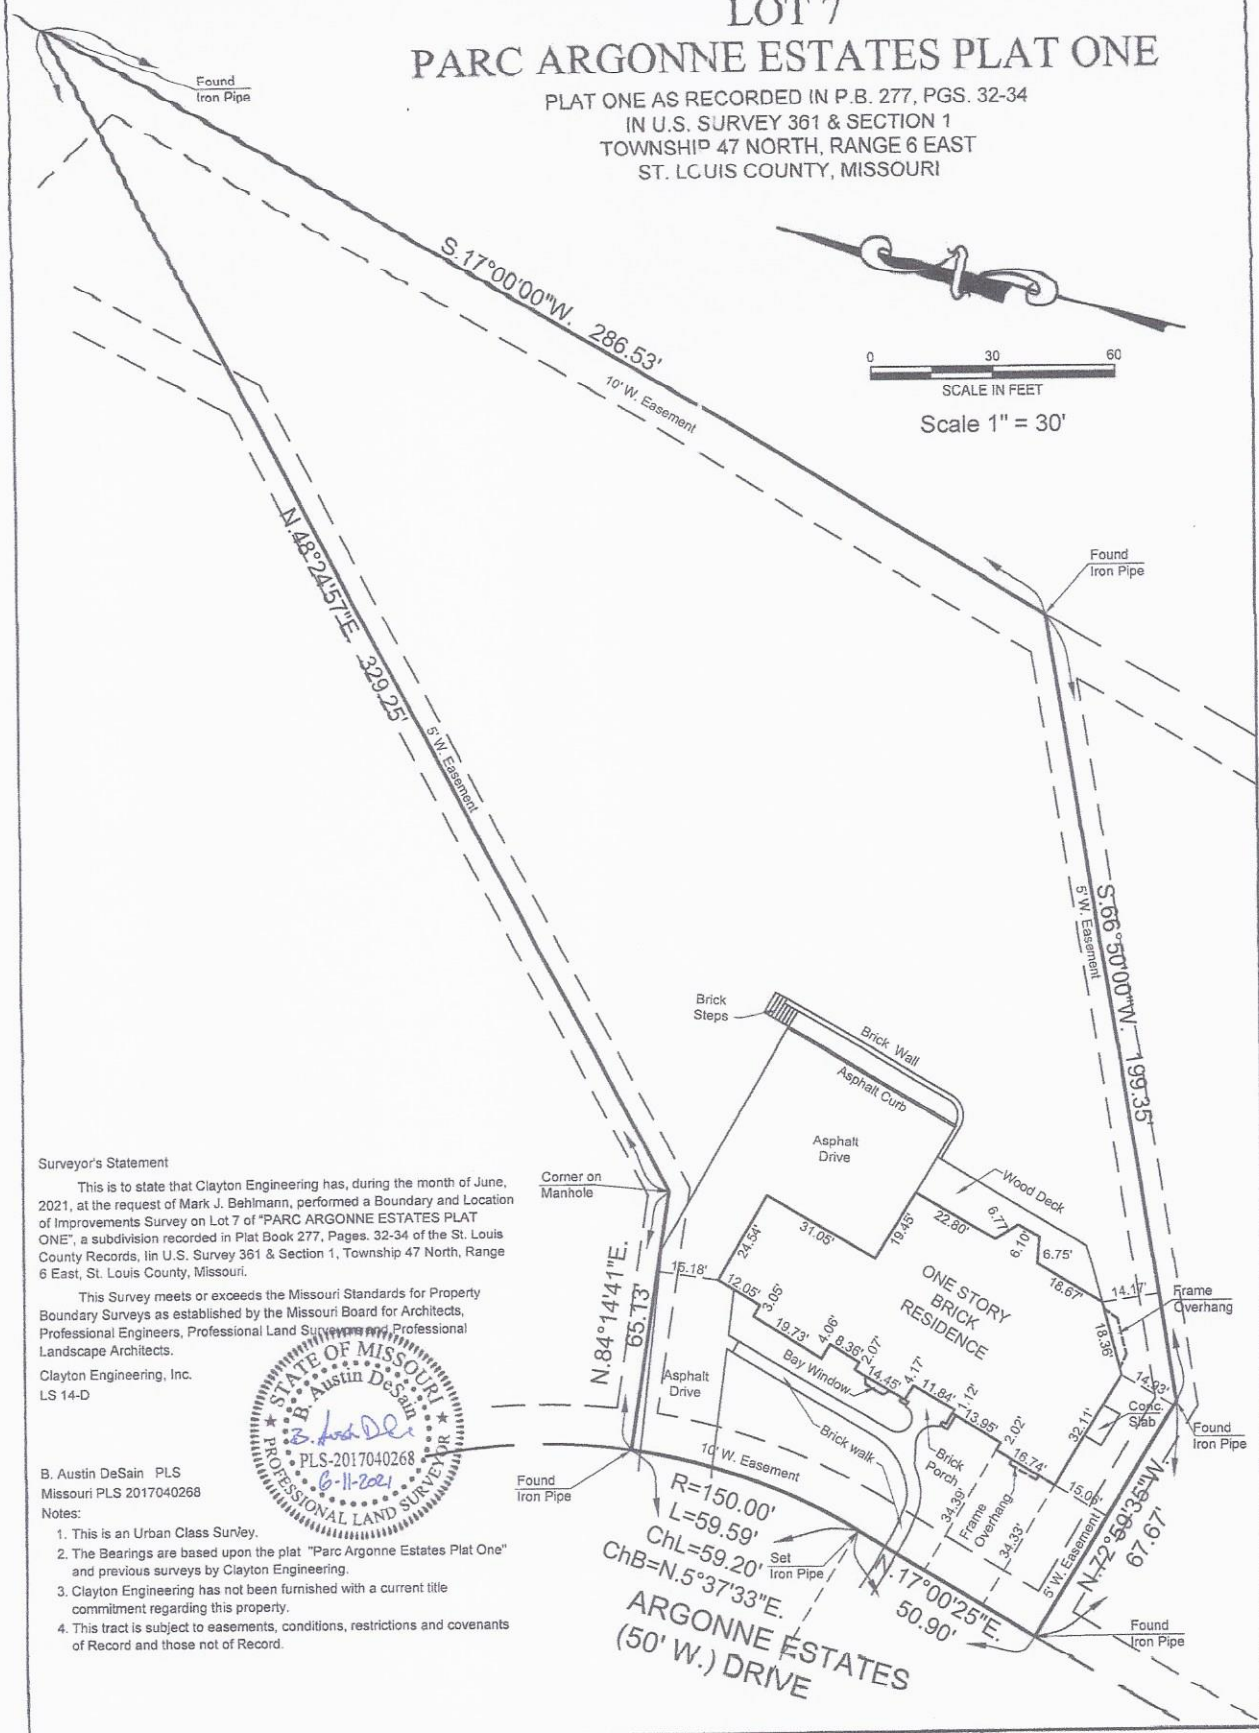 LOT 7
PARC ARGONNE ESTATES PLAT ONE
PLAT ONE AS RECORDED IN P.B. 277, PGS. 32-34
IN U.S. SURVEY 361 & SECTION 1
TOWNSHIP 47 NORTH, RANGE 6 EAST
ST. LOUIS COUNTY, MISSOURI
Found
Iron Pipe
S.17°00'00"W. 286.53'
10' W. Easement
0 30 60
SCALE IN FEET
Scale 1" = 30'
N.48°24'57"E. 329.25'
5' W. Easement
Found
Iron Pipe
S.66°50'00"W. 199.35'
5' W. Easement
Brick
Steps
Brick Wall
Asphalt Curb
Asphalt
Drive
Wood Deck
Corner on
Manhole
N.84°14'41"E.
65.13'
15.18'
24.54'
31.05'
19.45'
22.80'
6.77'
6.10'
6.75'
18.67'
14.17'
Frame
Overhang
12.05'
3.05'
19.73'
4.06'
8.36'
2.07'
14.45'
4.17'
11.84'
1.12'
13.95'
2.02'
16.74'
18.36'
14.93'
32.11'
15.06'
ONE STORY
BRICK
RESIDENCE
Bay Window
Asphalt
Drive
Brick walk
Brick
Porch
Conc.
Slab
Frame
Overhang
34.39'
34.33'
Found
Iron Pipe
5' W. Easement
N.72°59'35"W.
67.67'
10' W. Easement
Found
Iron Pipe
R=150.00'
L=59.59'
ChL=59.20'
ChB=N.5°37'33"E.
Set
Iron Pipe
N.17°00'25"E.
50.90'
Found
Iron Pipe
ARGONNE ESTATES
(50' W.) DRIVE
Surveyor's Statement
This is to state that Clayton Engineering has, during the month of June,
2021, at the request of Mark J. Behlmann, performed a Boundary and Location
of Improvements Survey on Lot 7 of "PARC ARGONNE ESTATES PLAT
ONE", a subdivision recorded in Plat Book 277, Pages. 32-34 of the St. Louis
County Records, Iin U.S. Survey 361 & Section 1, Township 47 North, Range
6 East, St. Louis County, Missouri.
This Survey meets or exceeds the Missouri Standards for Property
Boundary Surveys as established by the Missouri Board for Architects,
Professional Engineers, Professional Land Surveyors and Professional
Landscape Architects.
Clayton Engineering, Inc.
LS 14-D
STATE OF MISSOURI
B. Austin DeSain
PLS-2017040268
6-11-2021
PROFESSIONAL LAND SURVEYOR
B. Austin DeSain PLS
Missouri PLS 2017040268
Notes:
1. This is an Urban Class Survey.
2. The Bearings are based upon the plat "Parc Argonne Estates Plat One"
and previous surveys by Clayton Engineering.
3. Clayton Engineering has not been furnished with a current title
commitment regarding this property.
4. This tract is subject to easements, conditions, restrictions and covenants
of Record and those not of Record.